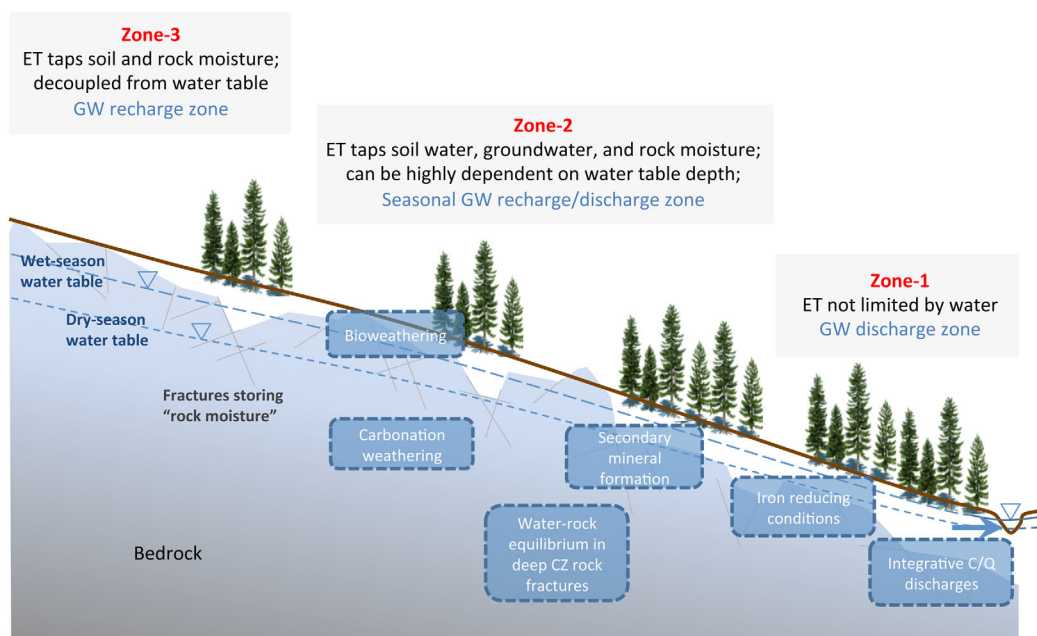 Zone-3
ET taps soil and rock moisture;
decoupled from water table
GW recharge zone
Zone-2
ET taps soil water, groundwater, and rock moisture;
can be highly dependent on water table depth;
Seasonal GW recharge/discharge zone
Zone-1
ET not limited by water
GW discharge zone
Wet-season
water table
Dry-season
water table
Fractures storing
“rock moisture”
Bioweathering
Carbonation
weathering
Secondary
mineral
formation
Water-rock
equilibrium in
deep CZ rock
fractures
Iron reducing
conditions
Integrative C/Q
discharges
Bedrock